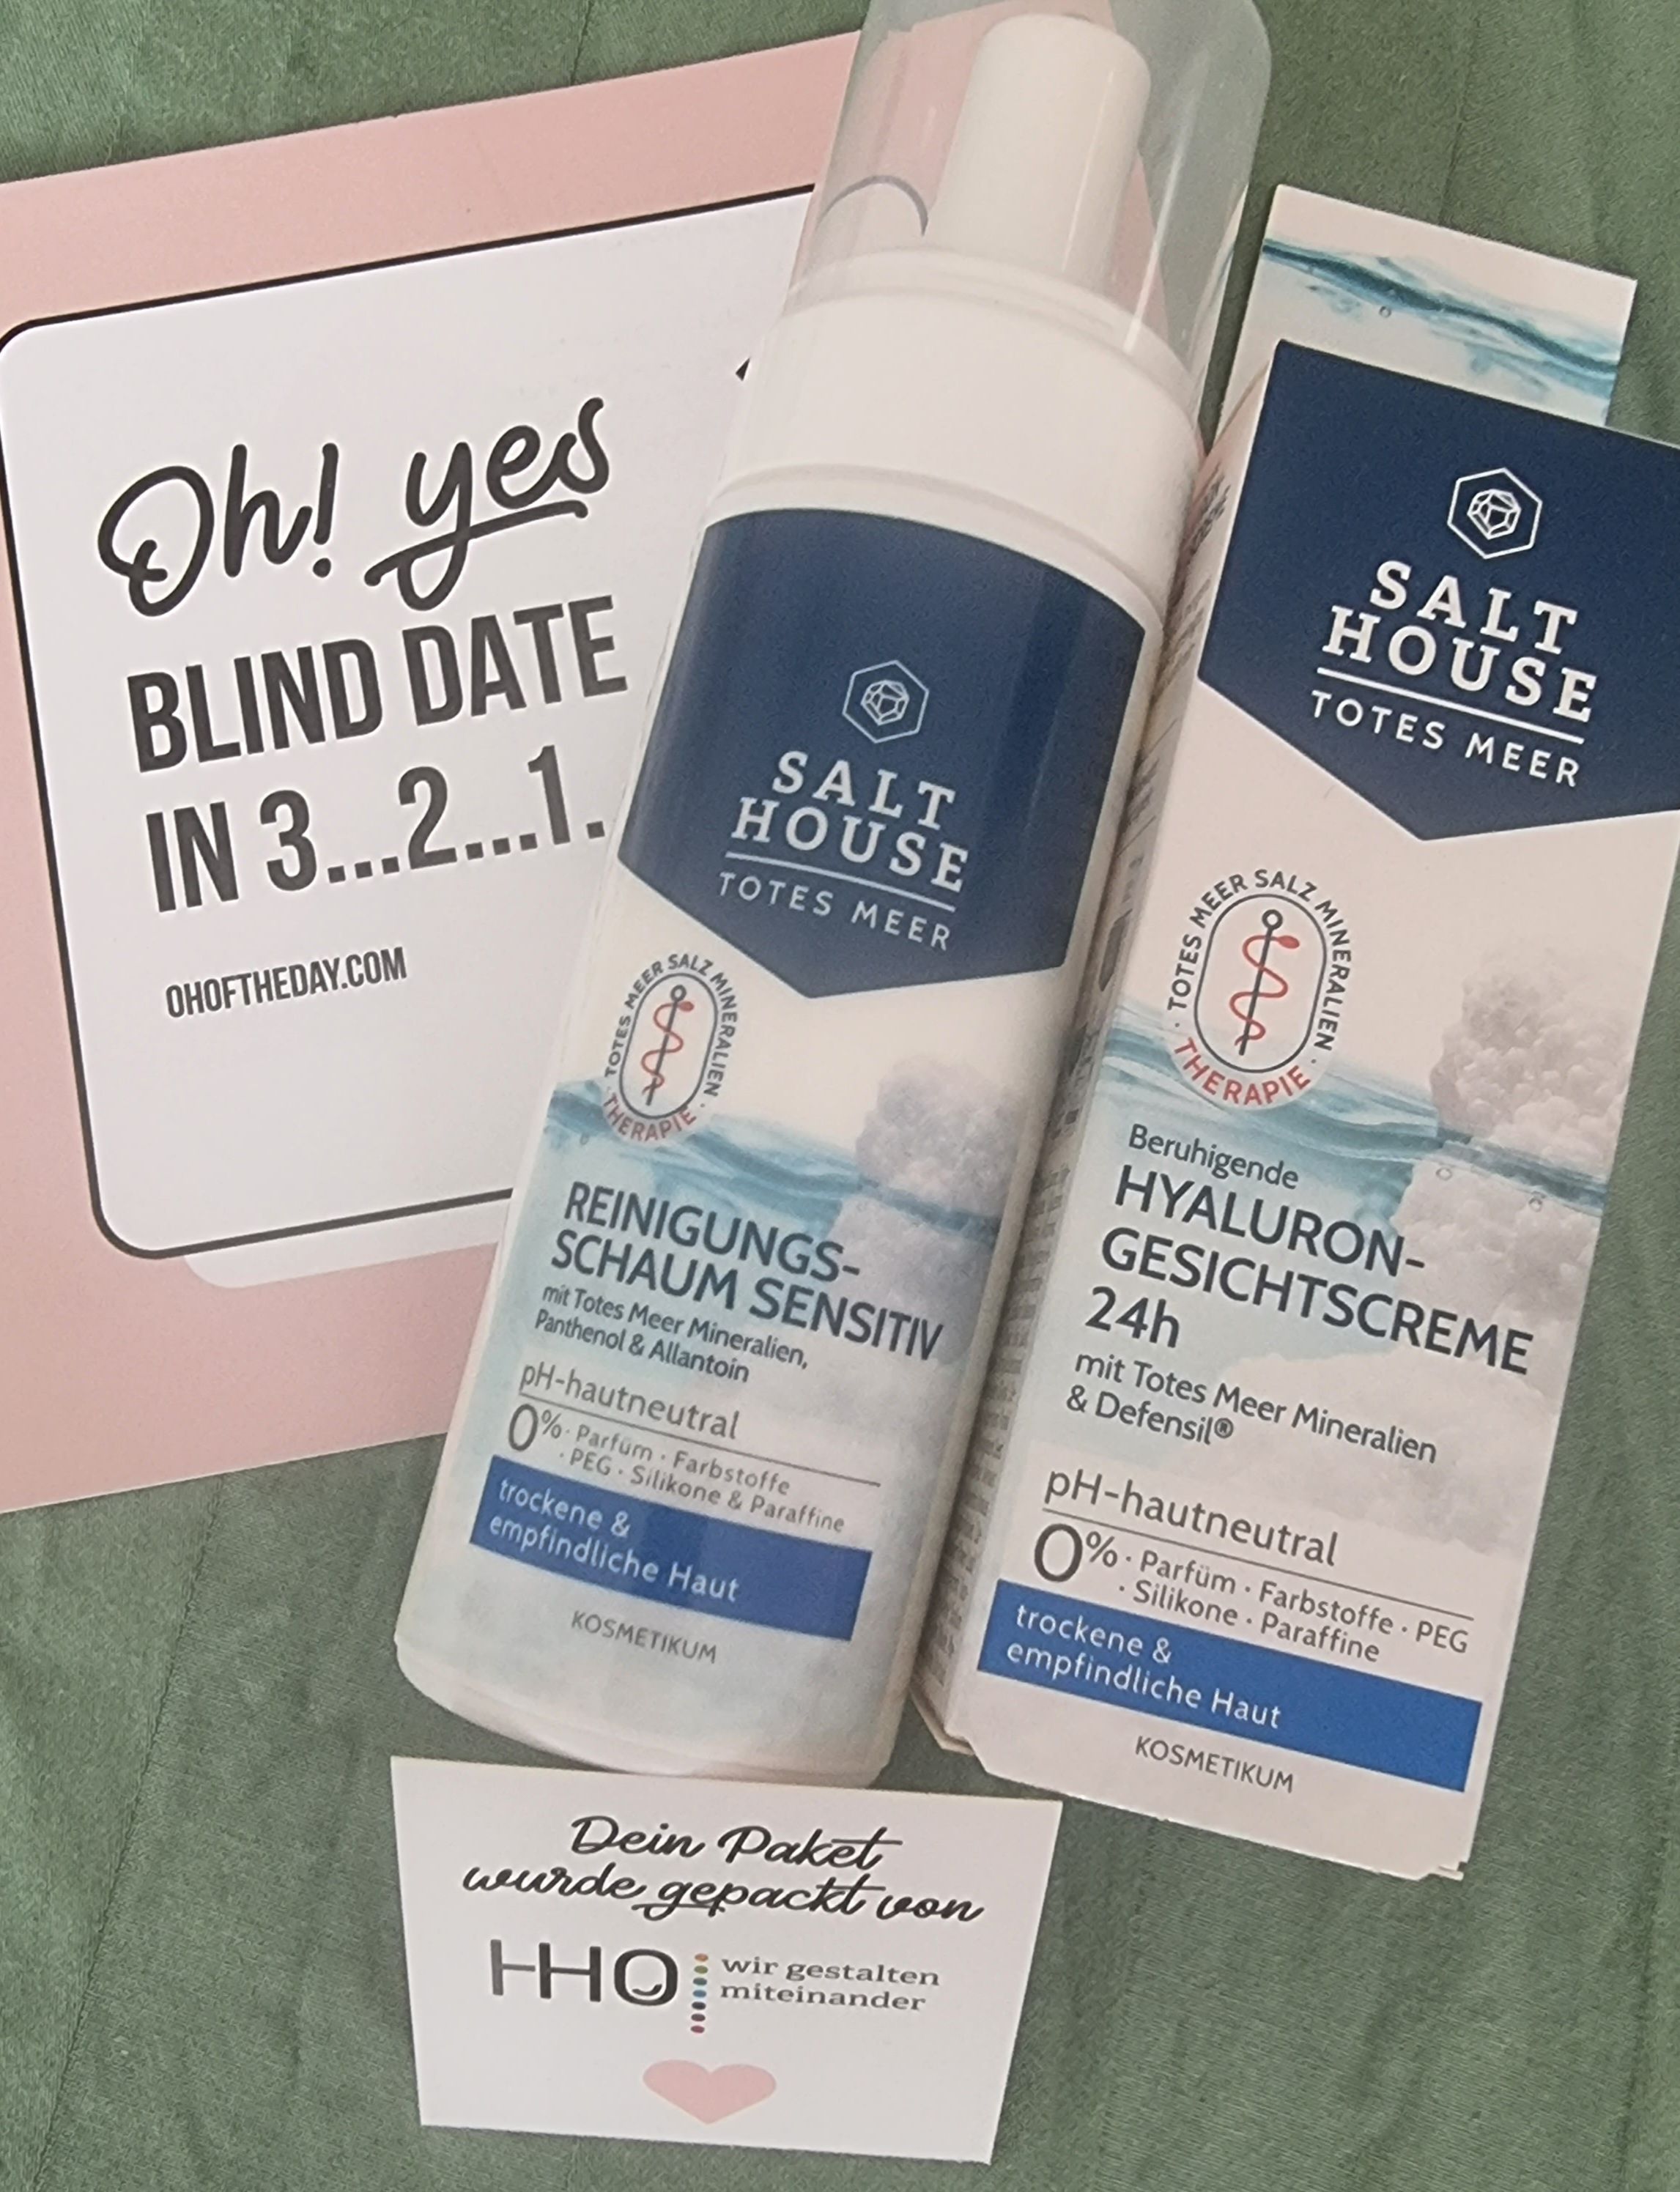 Oh! yes
BLIND DATE
IN 3...2...1.
OHOFTHEDAY.COM
SALT
HOUSE
TOTES MEER
· TOTES MEER SALZ MINERALIEN ·
THERAPIE
REINIGUNGS-
SCHAUM SENSITIV
mit Totes Meer Mineralien,
Panthenol & Allantoin
pH-hautneutral
0% · Parfüm · Farbstoffe
· PEG · Silikone & Paraffine
trockene &
empfindliche Haut
KOSMETIKUM
SALT
HOUSE
TOTES MEER
· TOTES MEER SALZ MINERALIEN ·
THERAPIE
Beruhigende
HYALURON-
GESICHTSCREME
24h
mit Totes Meer Mineralien
& Defensil®
pH-hautneutral
0% · Parfüm · Farbstoffe · PEG
· Silikone · Paraffine
trockene &
empfindliche Haut
KOSMETIKUM
Dein Paket
wurde gepackt von
HHO
wir gestalten
miteinander